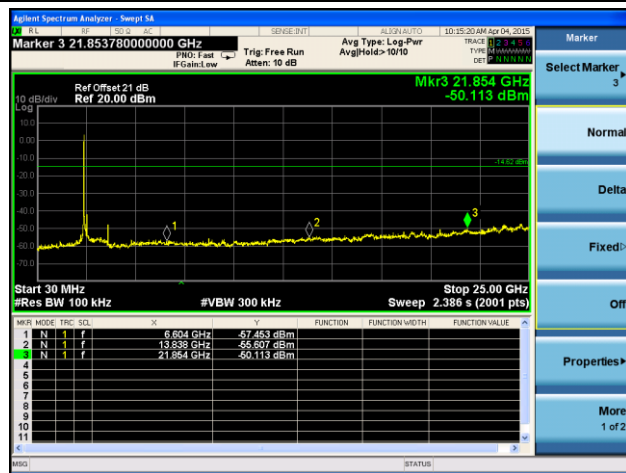 Agilent Spectrum Analyzer - Swept SA
RL RF 50 Ω AC SENSE:INT ALIGN AUTO 10:15:20 AM Apr 04, 2015
Marker 3 21.853780000000 GHz
PNO: Fast Trig: Free Run Avg Type: Log-Pwr TRACE 1 2 3 4 5 6
IFGain:Low Atten: 10 dB Avg|Hold:>10/10 TYPE M
DET P N N N N N
Marker
Select Marker
3
Normal
Delta
Fixed
Off
Properties
More
1 of 2
Mkr3 21.854 GHz
-50.113 dBm
Ref Offset 21 dB
10 dB/div Ref 20.00 dBm
Log
10.0
0.00
-10.0
-14.62 dBm
-20.0
-30.0
-40.0
-50.0
-60.0
-70.0
1
2
3
Start 30 MHz Stop 25.00 GHz
#Res BW 100 kHz #VBW 300 kHz Sweep 2.386 s (2001 pts)
MKR MODE TRC SCL X Y FUNCTION FUNCTION WIDTH FUNCTION VALUE
1 N 1 f 6.604 GHz -57.453 dBm
2 N 1 f 13.838 GHz -55.607 dBm
3 N 1 f 21.854 GHz -50.113 dBm
4
5
6
7
8
9
10
11
MSG STATUS